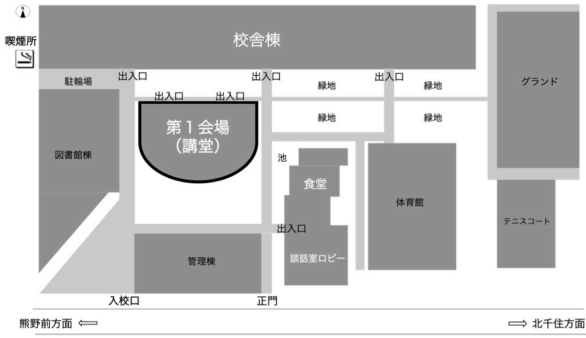 喫煙所
校舎棟
駐輪場
出入口
出入口
出入口
緑地
緑地
グランド
出入口
出入口
第1会場
(講堂)
緑地
緑地
図書館棟
池
食堂
体育館
テニスコート
出入口
管理棟
談話室ロビー
入校口
正門
熊野前方面
北千住方面